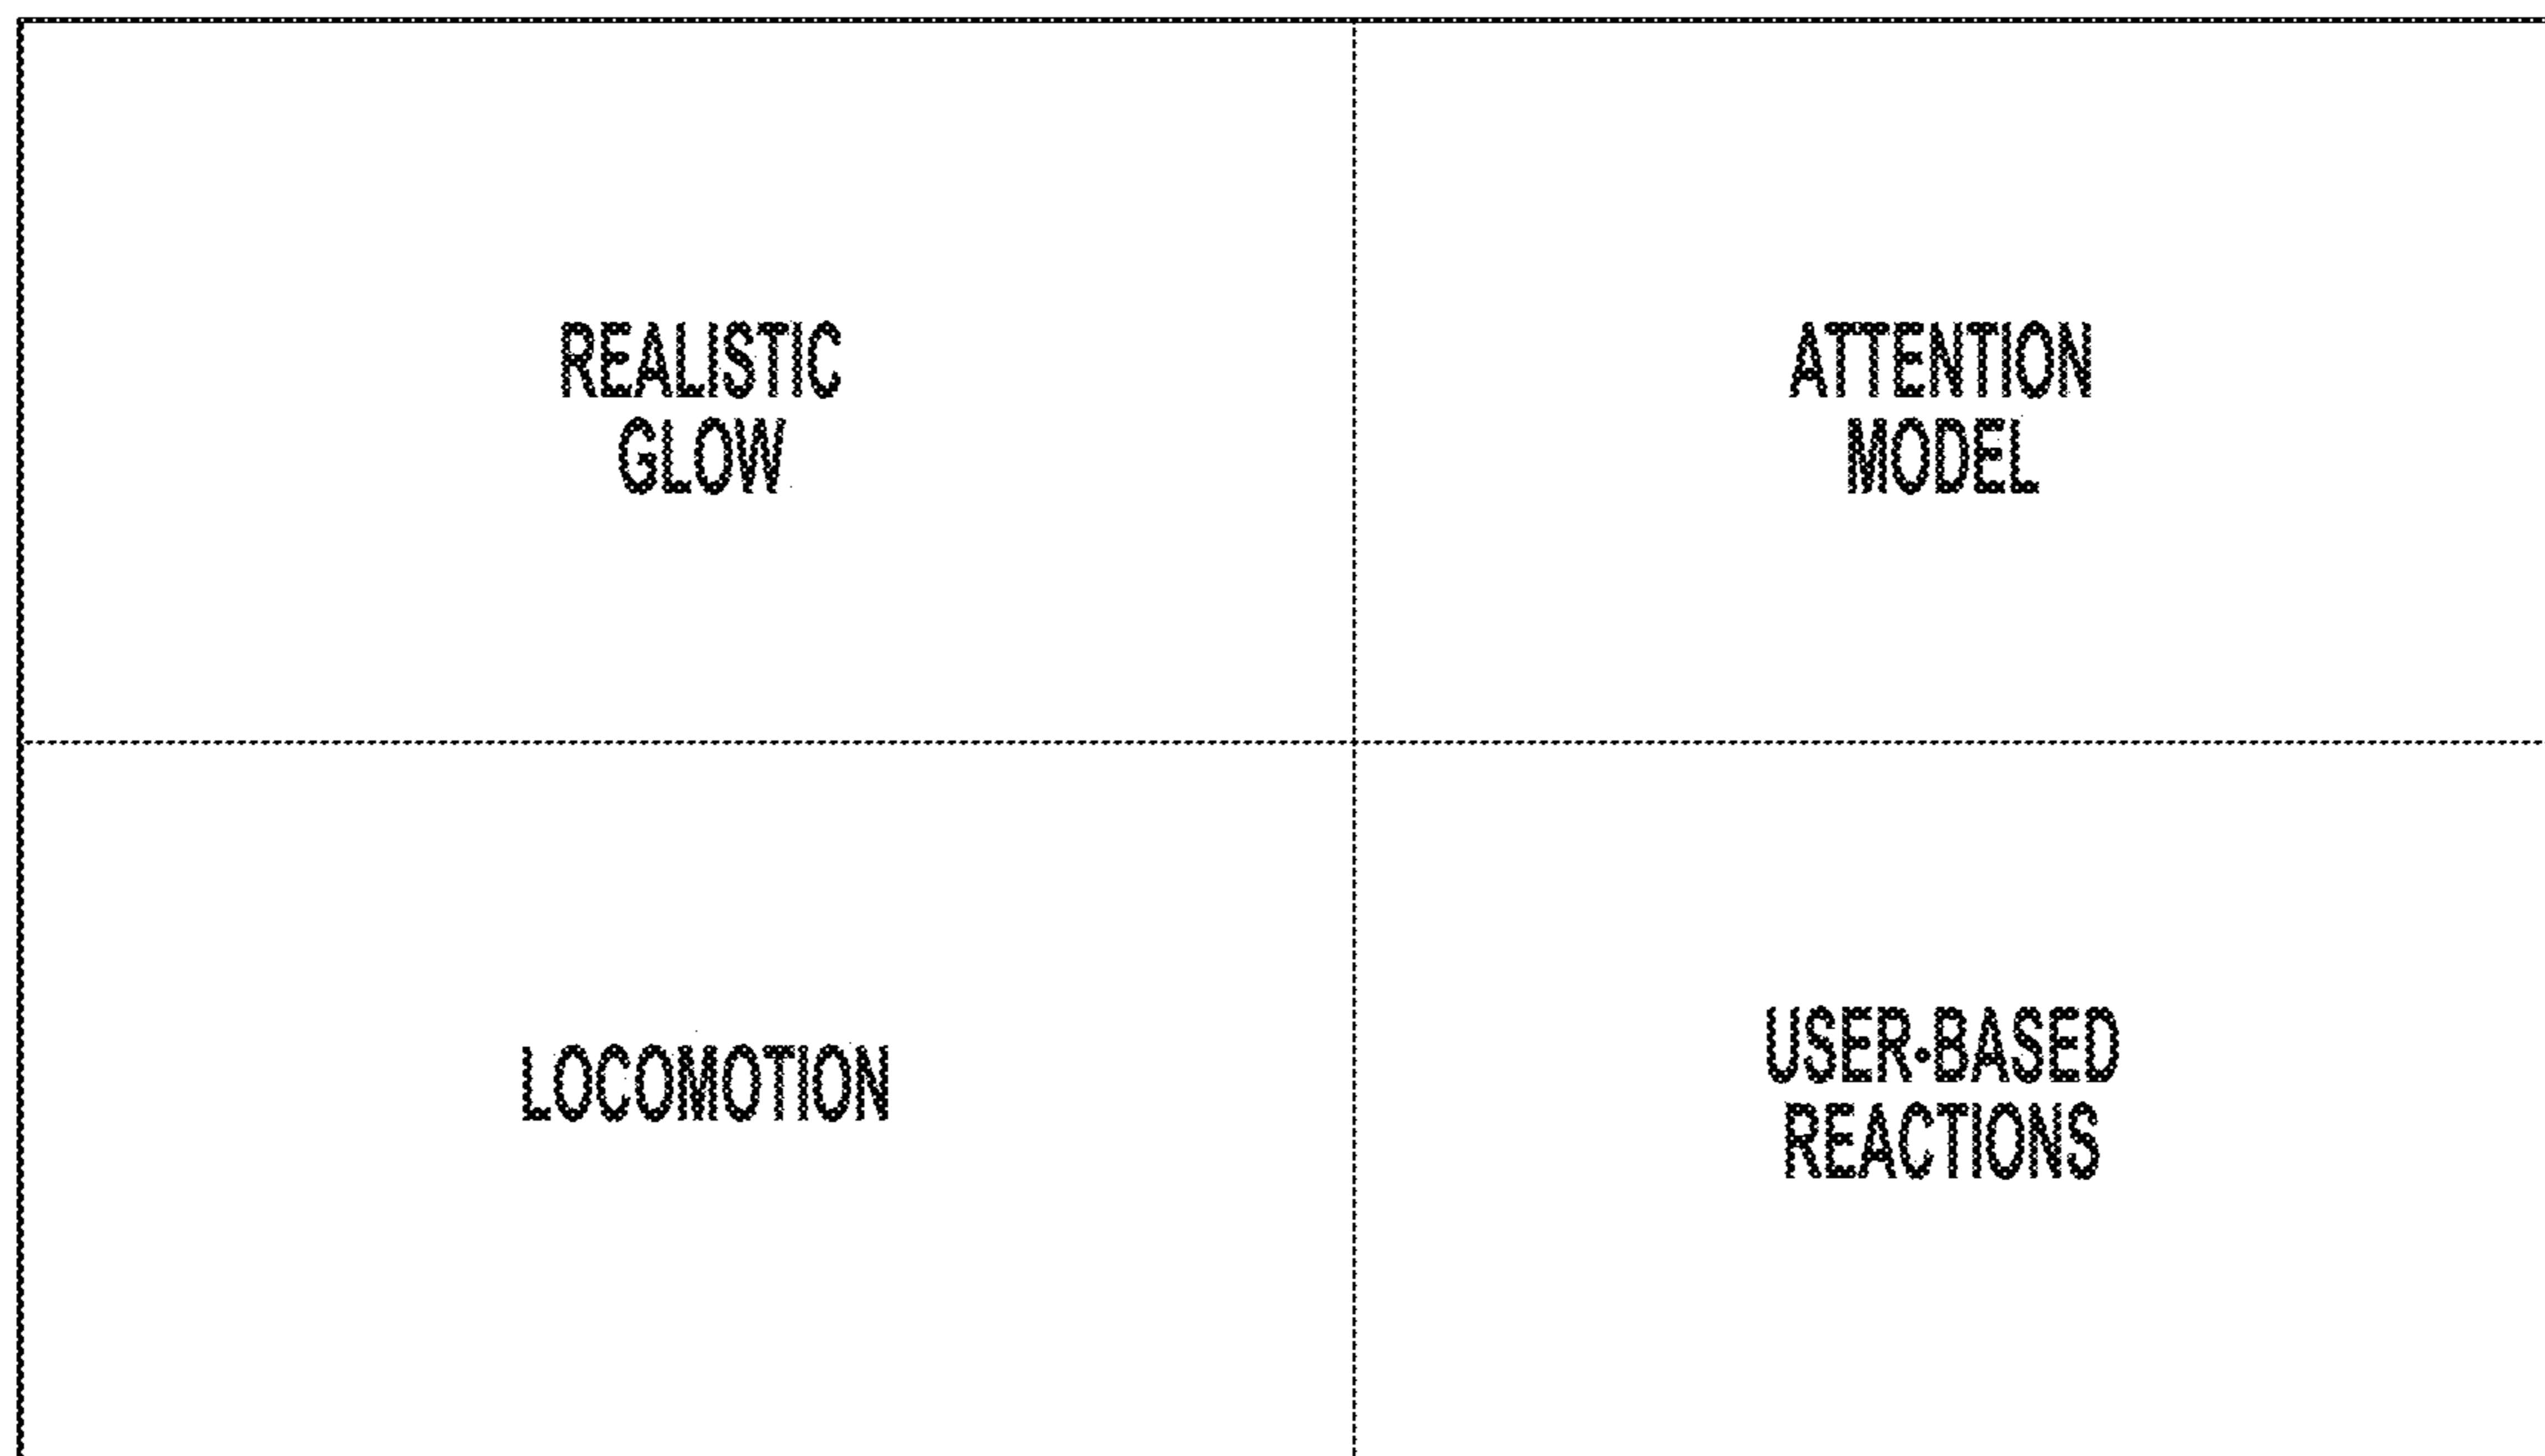 REALISTIC
GLOW
ATTENTION
MODEL
LOCOMOTION
USER-BASED
REACTIONS